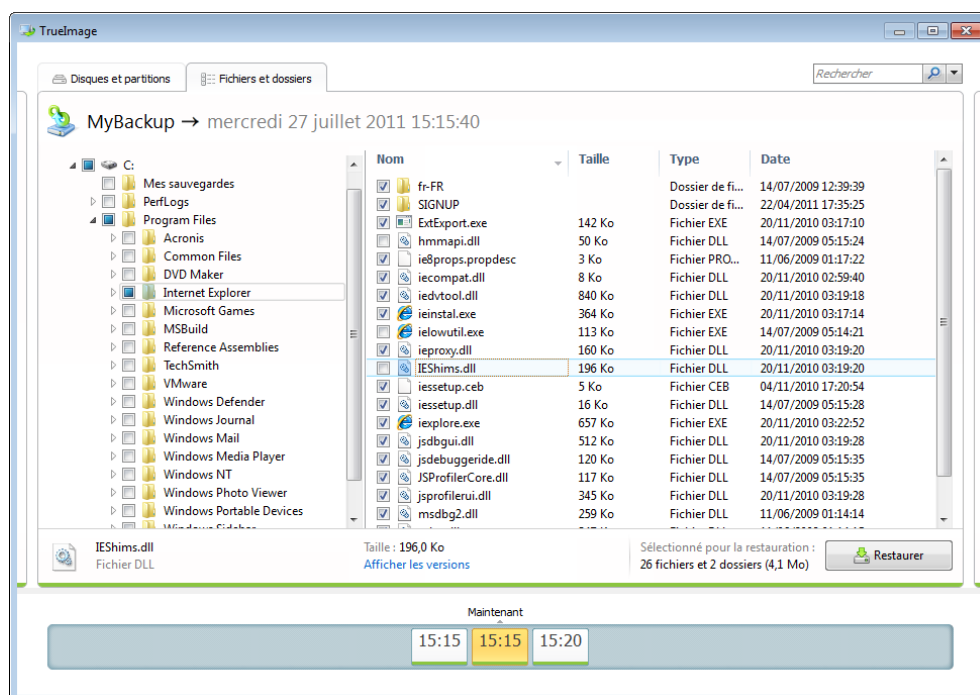 TrueImage
Disques et partitions
Fichiers et dossiers
Rechercher
MyBackup → mercredi 27 juillet 2011 15:15:40
C:
Mes sauvegardes
PerfLogs
Program Files
Acronis
Common Files
DVD Maker
Internet Explorer
Microsoft Games
MSBuild
Reference Assemblies
TechSmith
VMware
Windows Defender
Windows Journal
Windows Mail
Windows Media Player
Windows NT
Windows Photo Viewer
Windows Portable Devices
Windows Sidebar
Nom Taille Type Date
fr-FR Dossier de fi... 14/07/2009 12:39:39
SIGNUP Dossier de fi... 22/04/2011 17:35:25
ExtExport.exe 142 Ko Fichier EXE 20/11/2010 03:17:10
hmmapi.dll 50 Ko Fichier DLL 14/07/2009 05:15:24
ie8props.propdesc 3 Ko Fichier PRO... 11/06/2009 01:17:22
iecompat.dll 8 Ko Fichier DLL 20/11/2010 02:59:40
iedvtool.dll 840 Ko Fichier DLL 20/11/2010 03:19:18
ieinstal.exe 364 Ko Fichier EXE 20/11/2010 03:17:14
ielowutil.exe 113 Ko Fichier EXE 14/07/2009 05:14:21
ieproxy.dll 160 Ko Fichier DLL 20/11/2010 03:19:20
IEShims.dll 196 Ko Fichier DLL 20/11/2010 03:19:20
iessetup.ceb 5 Ko Fichier CEB 04/11/2010 17:20:54
iessetup.dll 16 Ko Fichier DLL 14/07/2009 05:15:28
iexplore.exe 657 Ko Fichier EXE 20/11/2010 03:22:52
jsdbgui.dll 512 Ko Fichier DLL 20/11/2010 03:19:28
jsdebuggeride.dll 120 Ko Fichier DLL 14/07/2009 05:15:35
JSProfilerCore.dll 117 Ko Fichier DLL 14/07/2009 05:15:35
jsprofilerui.dll 345 Ko Fichier DLL 20/11/2010 03:19:28
msdbg2.dll 259 Ko Fichier DLL 11/06/2009 01:14:14
IEShims.dll
Fichier DLL
Taille : 196,0 Ko
Afficher les versions
Sélectionné pour la restauration :
26 fichiers et 2 dossiers (4,1 Mo)
Restaurer
Maintenant
15:15 15:15 15:20